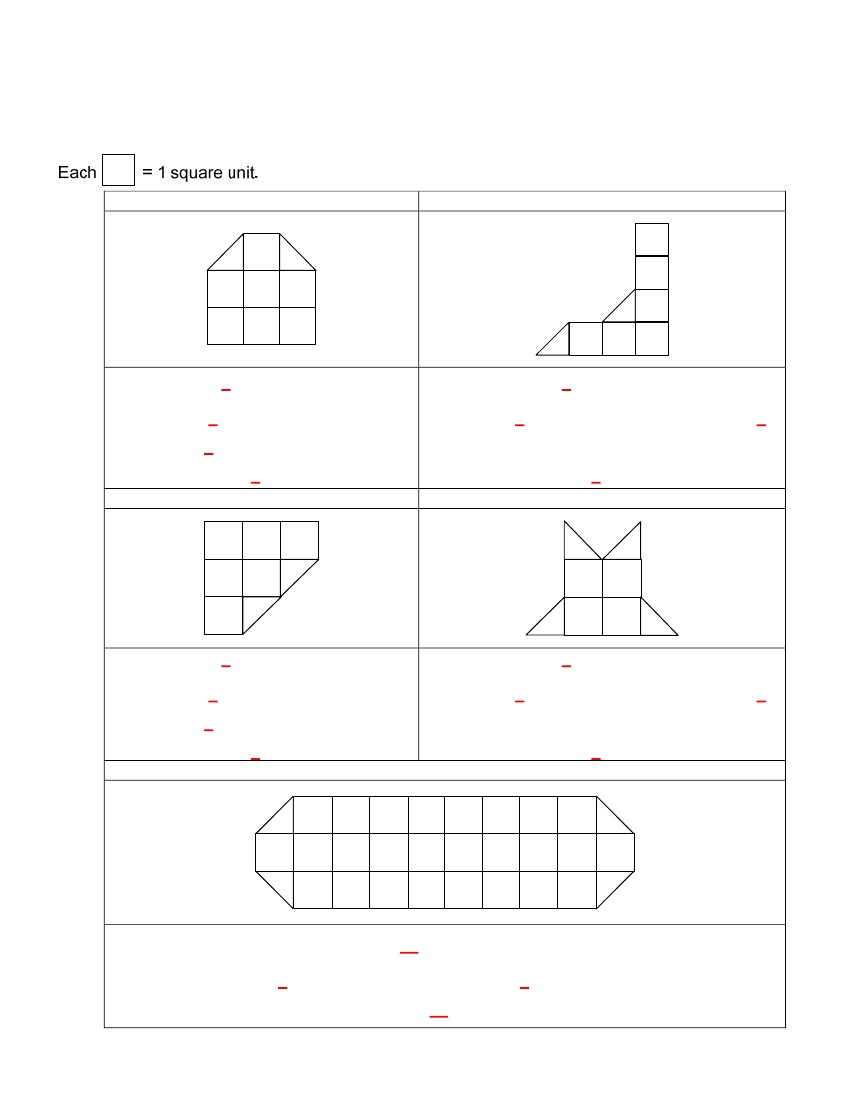 Each = 1 square unit.